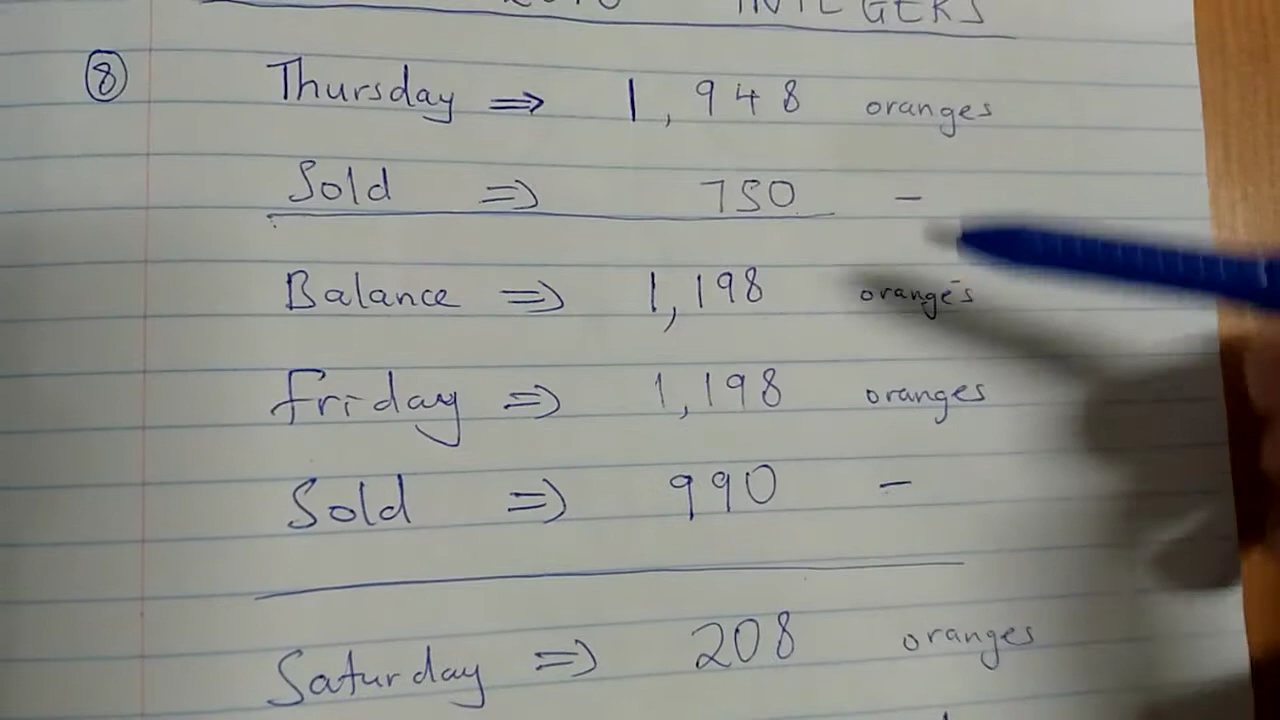 INTEGERS
⑧ Thursday ⇒ 1,948 oranges
Sold ⇒ 750 -
Balance ⇒ 1,198 oranges
Friday ⇒ 1,198 oranges
Sold ⇒ 990 -
Saturday ⇒ 208 oranges